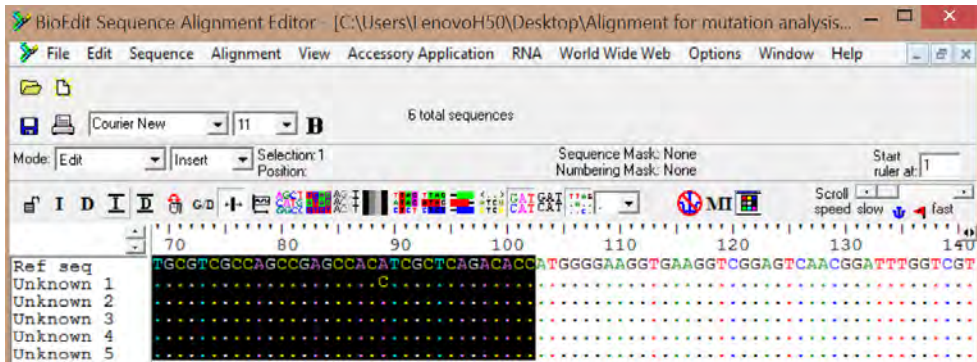 BioEdit Sequence Alignment Editor - [C:\Users\LenovoH50\Desktop\Alignment for mutation analysis...
File Edit Sequence Alignment View Accessory Application RNA World Wide Web Options Window Help
Courier New 11 B 6 total sequences
Mode: Edit Insert Selection: 1 Position: Sequence Mask: None Numbering Mask: None Start ruler at: 1
I D I D G/D MI Scroll speed slow fast
70 80 90 100 110 120 130 140
Ref seq TGCGTCGCCAGCCGAGCCACATCGCTCAGACACCATGGGGAAGGTGAAGGTCGGAGTCAACGGATTTGGTCGT
Unknown 1 C
Unknown 2
Unknown 3
Unknown 4
Unknown 5